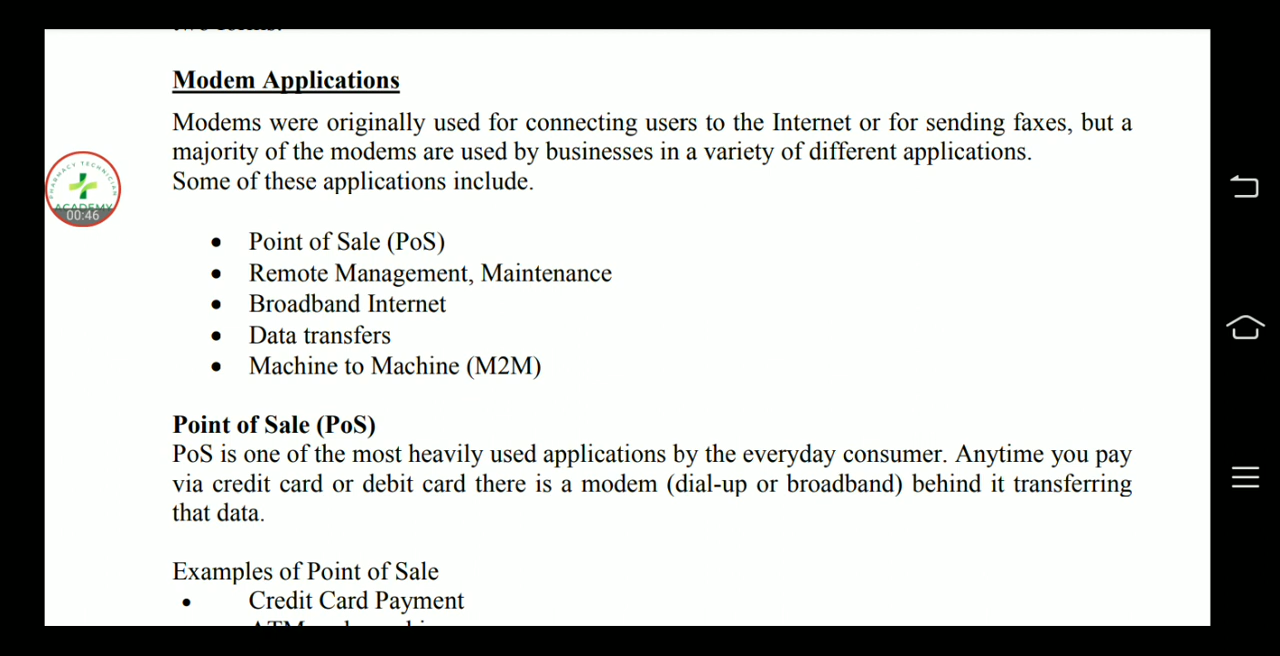 Modem Applications
Modems were originally used for connecting users to the Internet or for sending faxes, but a
majority of the modems are used by businesses in a variety of different applications.
Some of these applications include.
PHARMACY TECHNICIAN
ACADEMY
00:46
• Point of Sale (PoS)
• Remote Management, Maintenance
• Broadband Internet
• Data transfers
• Machine to Machine (M2M)
Point of Sale (PoS)
PoS is one of the most heavily used applications by the everyday consumer. Anytime you pay
via credit card or debit card there is a modem (dial-up or broadband) behind it transferring
that data.
Examples of Point of Sale
• Credit Card Payment